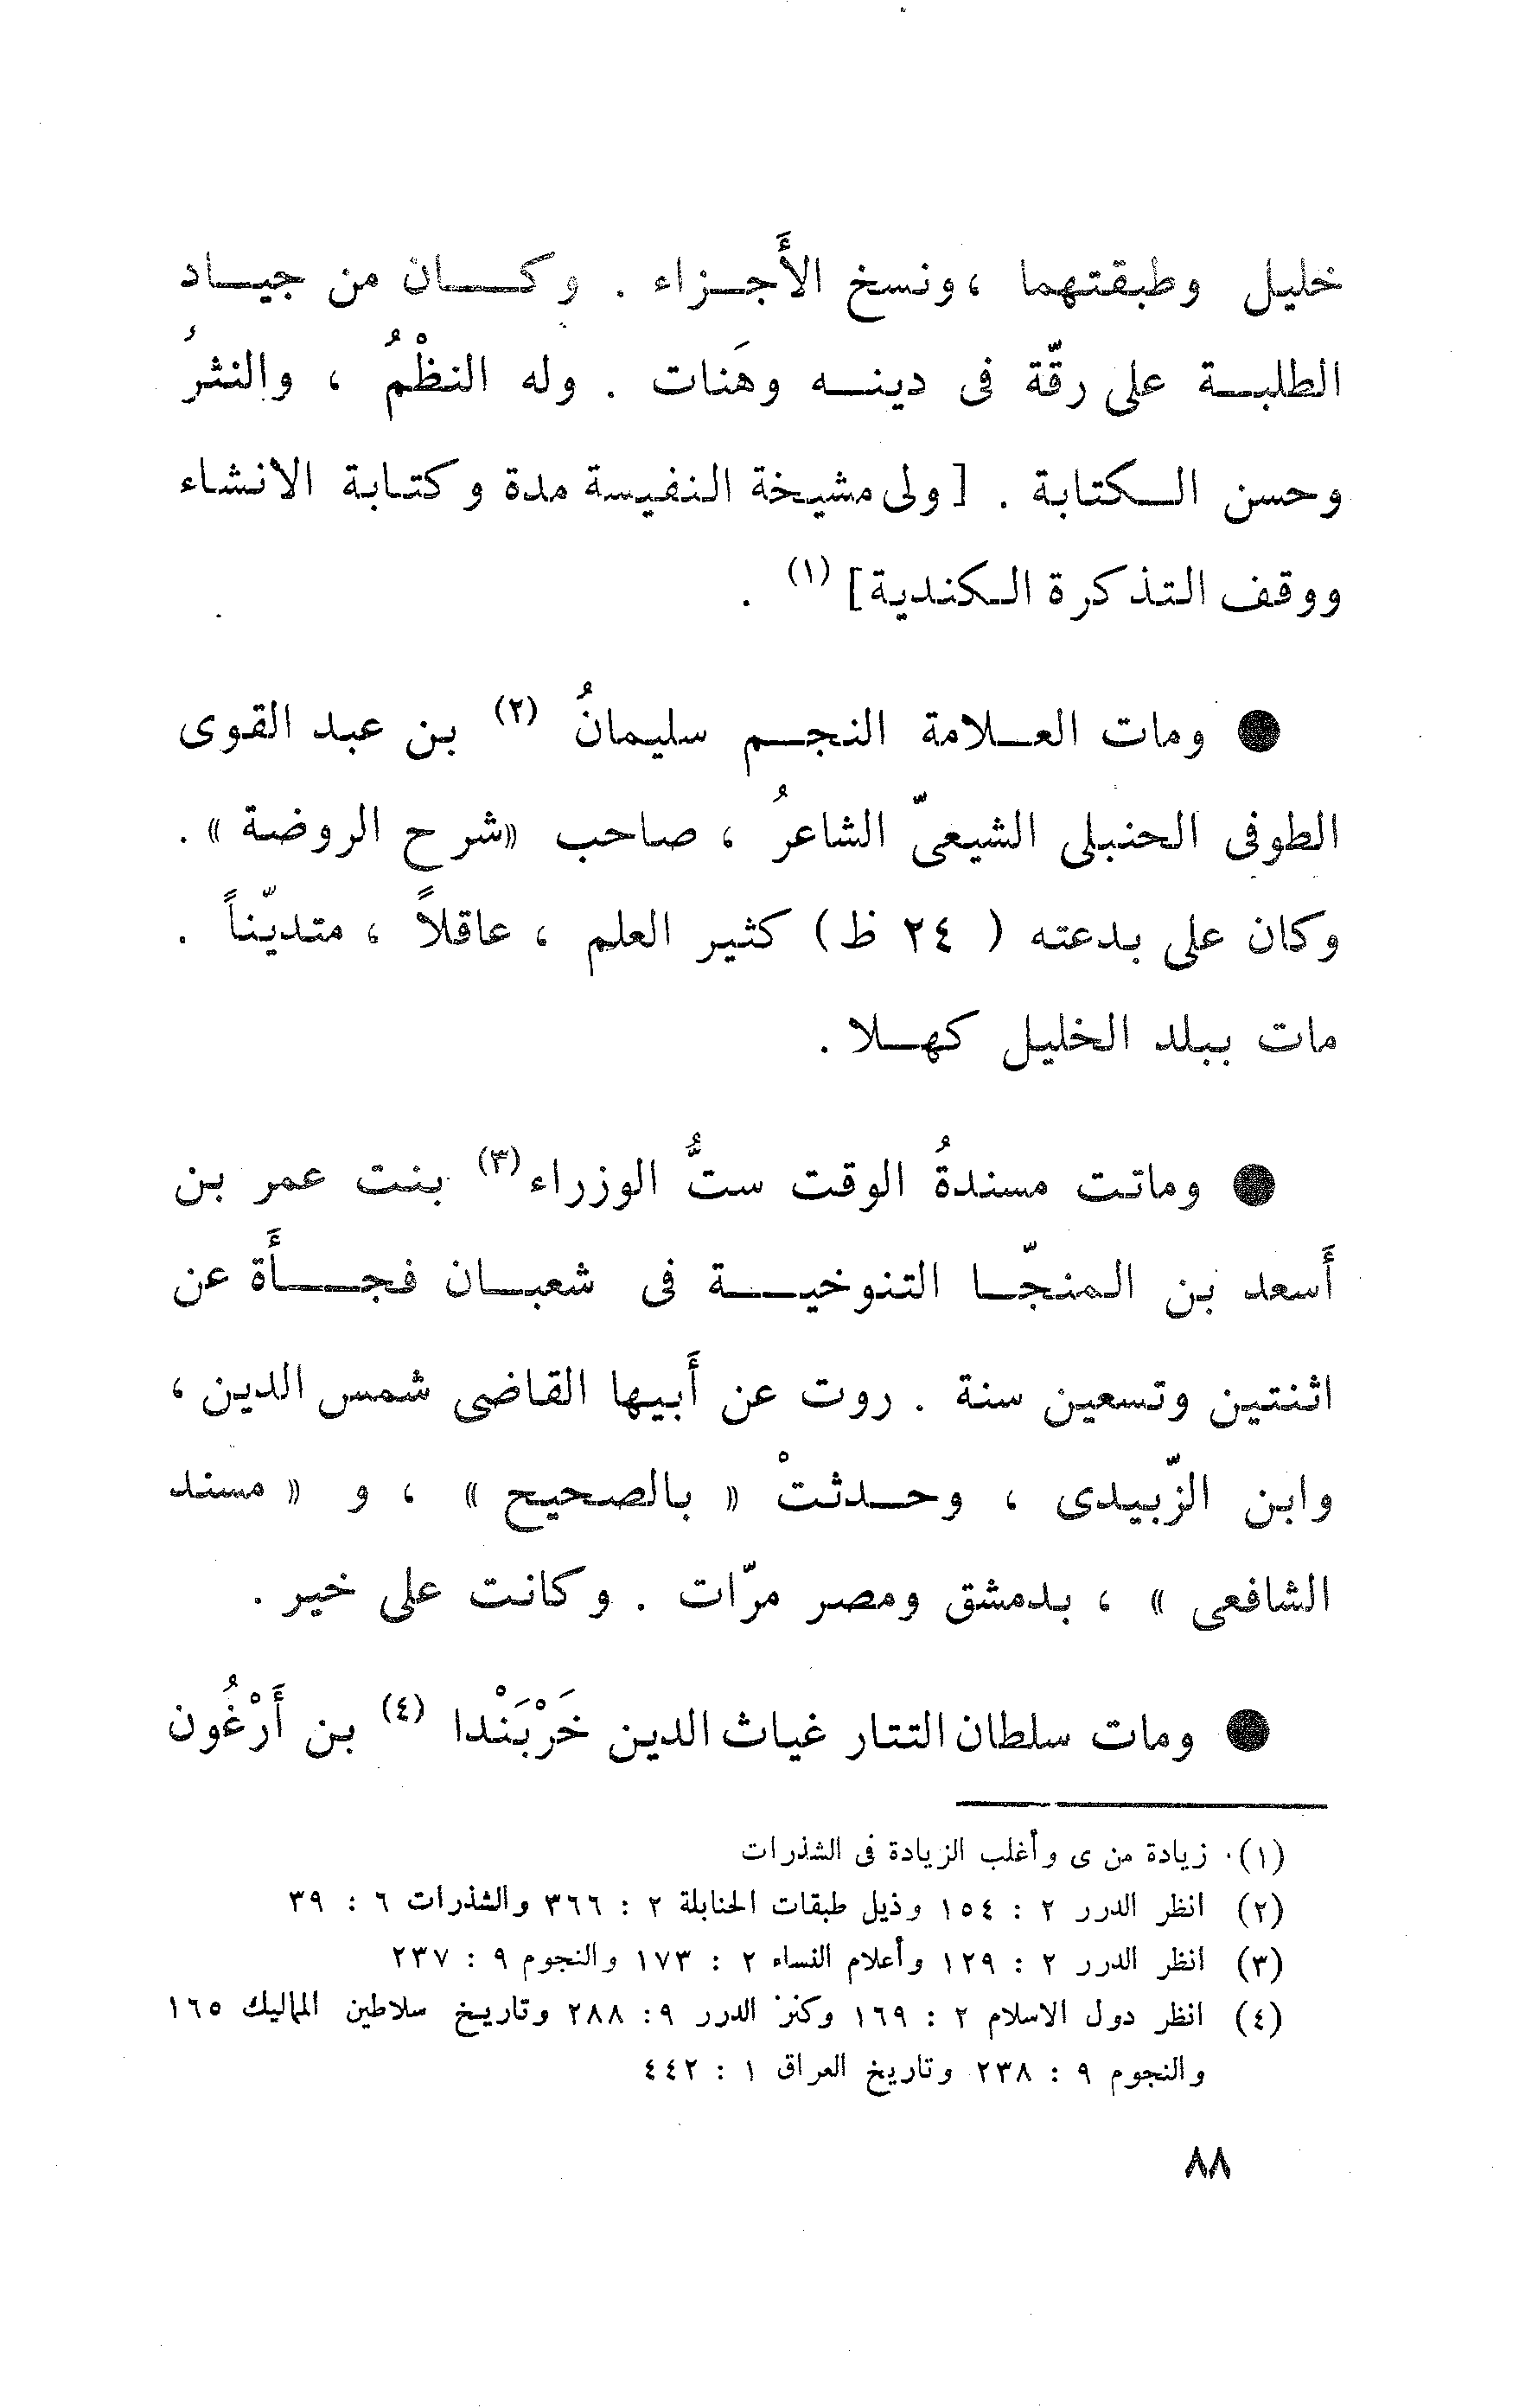 خليل وطبقتهما ، ونسخ الأَجزاء . وكان من جياد
الطلبة على رقّة فى دينه وهَنات . وله النظْمُ ، والنثرُ
وحسن الكتابة . [ ولى مشيخة النفيسة مدة وكتابة الانشاء
ووقف التذكرة الكندية ] (١) .
● ومات العلامة النجم سليمانُ (٢) بن عبد القوى
الطوفى الحنبلى الشيعىّ الشاعرُ ، صاحب «شرح الروضة » .
وكان على بدعته ( ٢٤ ظ ) كثير العلم ، عاقلاً ، متديّناً .
مات ببلد الخليل كهلا .
● وماتت مسندةُ الوقت ستُّ الوزراء (٣) بنت عمر بن
أَسعد بن المنجّا التنوخية فى شعبان فجأَة عن
اثنتين وتسعين سنة . روت عن أَبيها القاضى شمس الدين ،
وابن الزّبيدى ، وحدثتْ « بالصحيح » ، و « مسند
الشافعى » ، بدمشق ومصر مرّات . وكانت على خير .
● ومات سلطان التتار غياث الدين خَرْبَنْدا (٤) بن أَرْغُون
(١) زيادة من ى وأغلب الزيادة فى الشذرات
(٢) انظر الدرر ٢ : ١٥٤ وذيل طبقات الحنابلة ٢ : ٣٦٦ والشذرات ٦ : ٣٩
(٣) انظر الدرر ٢ : ١٢٩ وأعلام النساء ٢ : ١٧٣ والنجوم ٩ : ٢٣٧
(٤) انظر دول الاسلام ٢ : ١٦٩ وكنز الدرر ٩ : ٢٨٨ وتاريخ سلاطين المماليك ١٦٥
والنجوم ٩ : ٢٣٨ وتاريخ العراق ١ : ٤٤٢
٨٨